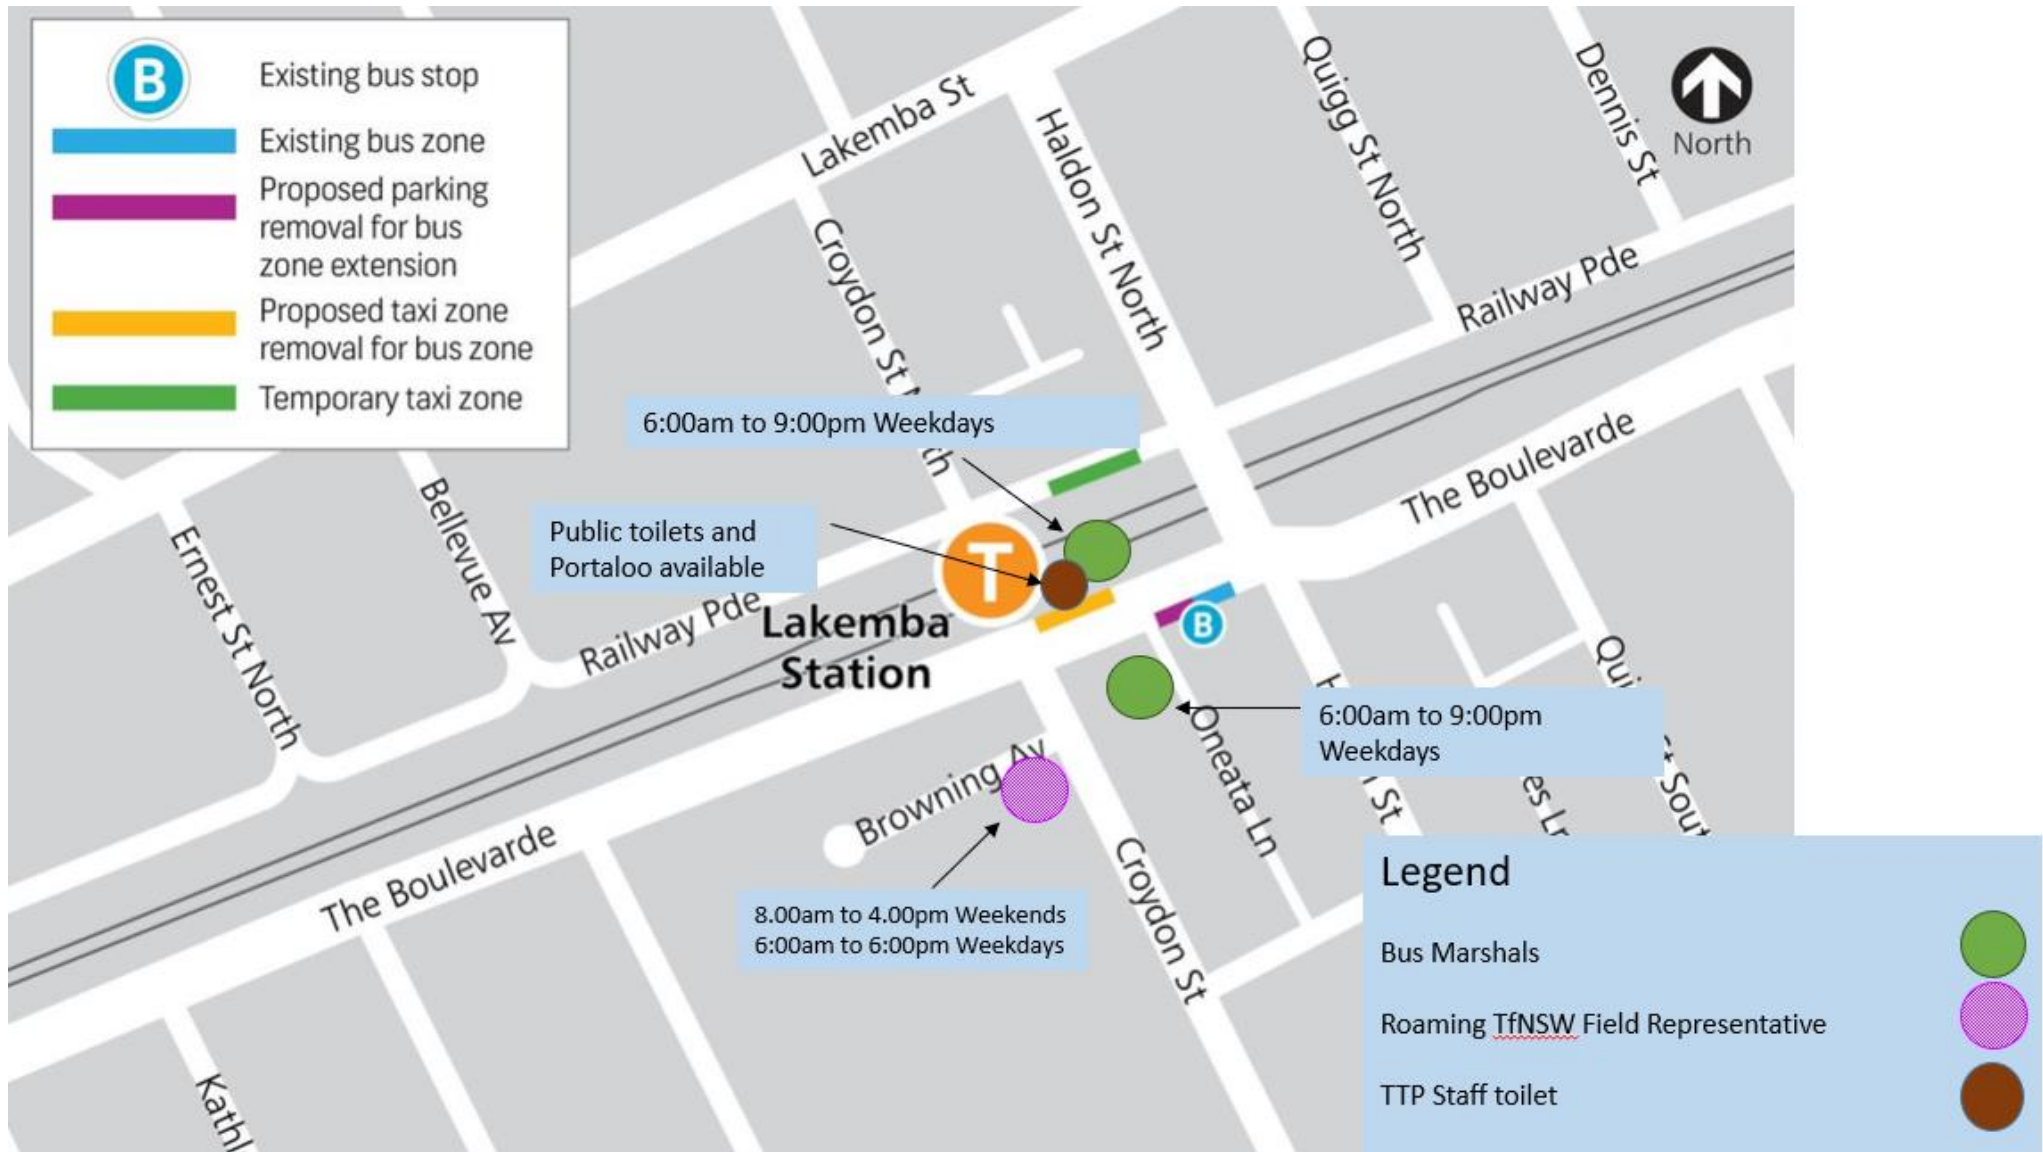 B
Existing bus stop
Existing bus zone
Proposed parking
removal for bus
zone extension
Proposed taxi zone
removal for bus zone
Temporary taxi zone
North
Lakemba St
Haldon St North
Quigg St North
Dennis St
Croydon St
Railway Pde
6:00am to 9:00pm Weekdays
The Boulevarde
Bellevue Av
Ernest St North
Public toilets and
Portaloo available
T
Railway Pde
Lakemba
Station
B
6:00am to 9:00pm
Weekdays
Oneata Ln
Browning Av
The Boulevarde
Croydon St
8.00am to 4.00pm Weekends
6:00am to 6:00pm Weekdays
Legend
Bus Marshals
Roaming TfNSW Field Representative
TTP Staff toilet